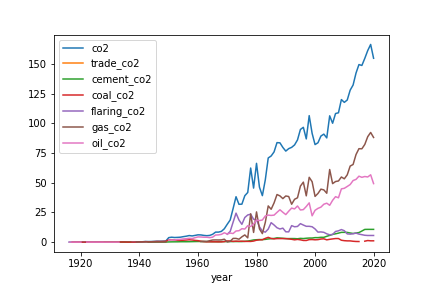 co2
trade_co2
cement_co2
coal_co2
flaring_co2
gas_co2
oil_co2
150
125
100
75
50
25
0
1920 1940 1960 1980 2000 2020
year